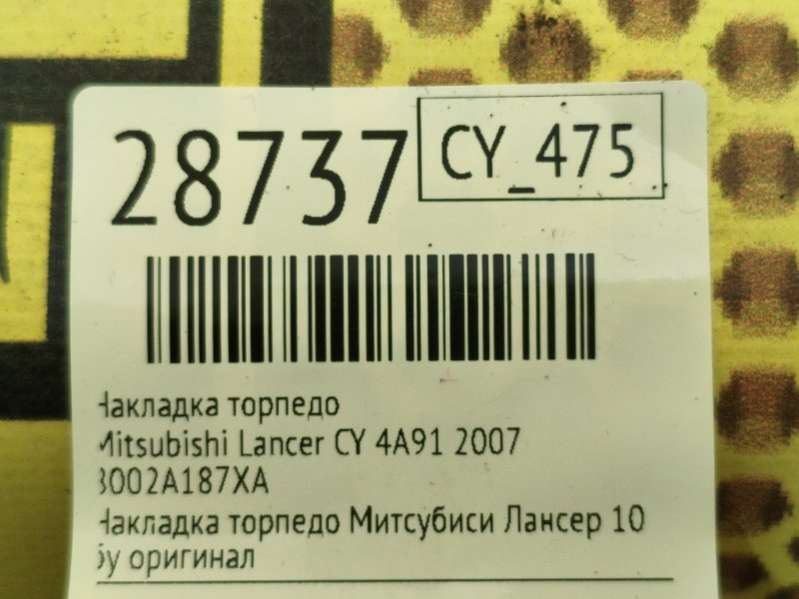 28737 CY_475
Накладка торпедо
Mitsubishi Lancer CY 4A91 2007
8002A187XA
Накладка торпедо Митсубиси Лансер 10
бу оригинал